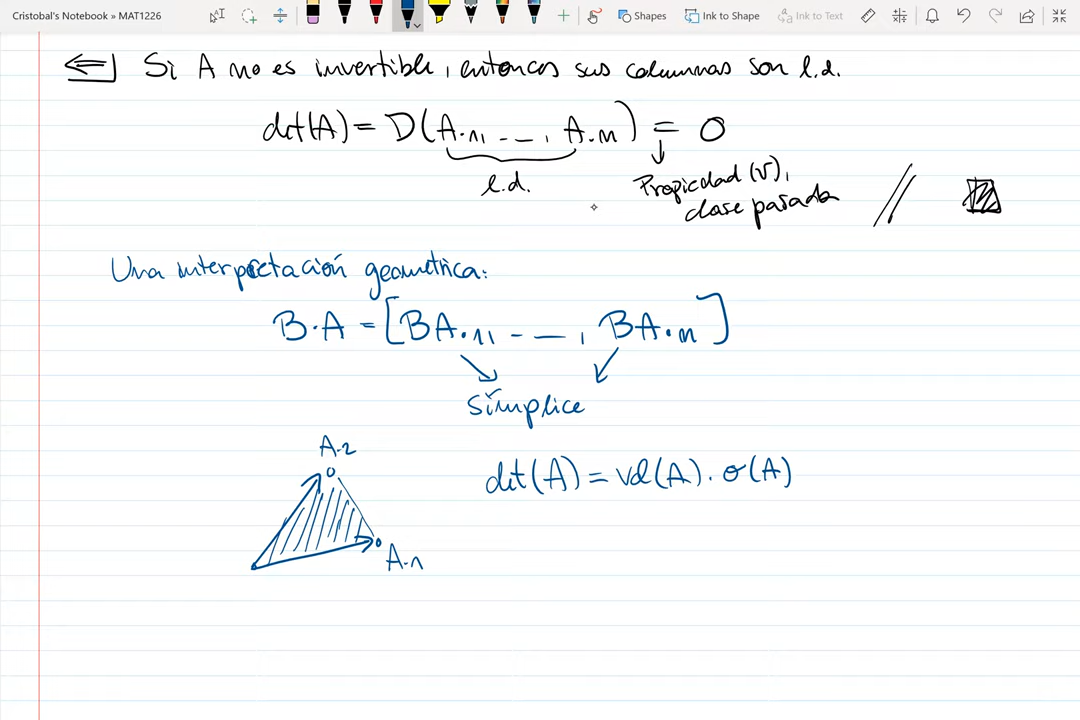 Cristobal's Notebook » MAT1226
Shapes
Ink to Shape
Ink to Text
⇐] Si A no es invertible, entonces sus columnas son l.d.
det(A) = D(A.1, - — , A.n) = 0
l.d.
Propiedad (v),
clase pasada
Una interpretación geométrica:
B·A = [BA.1, - — , BA.n]
Símplice
A.2
det(A) = vol(A) · σ(A)
A.1